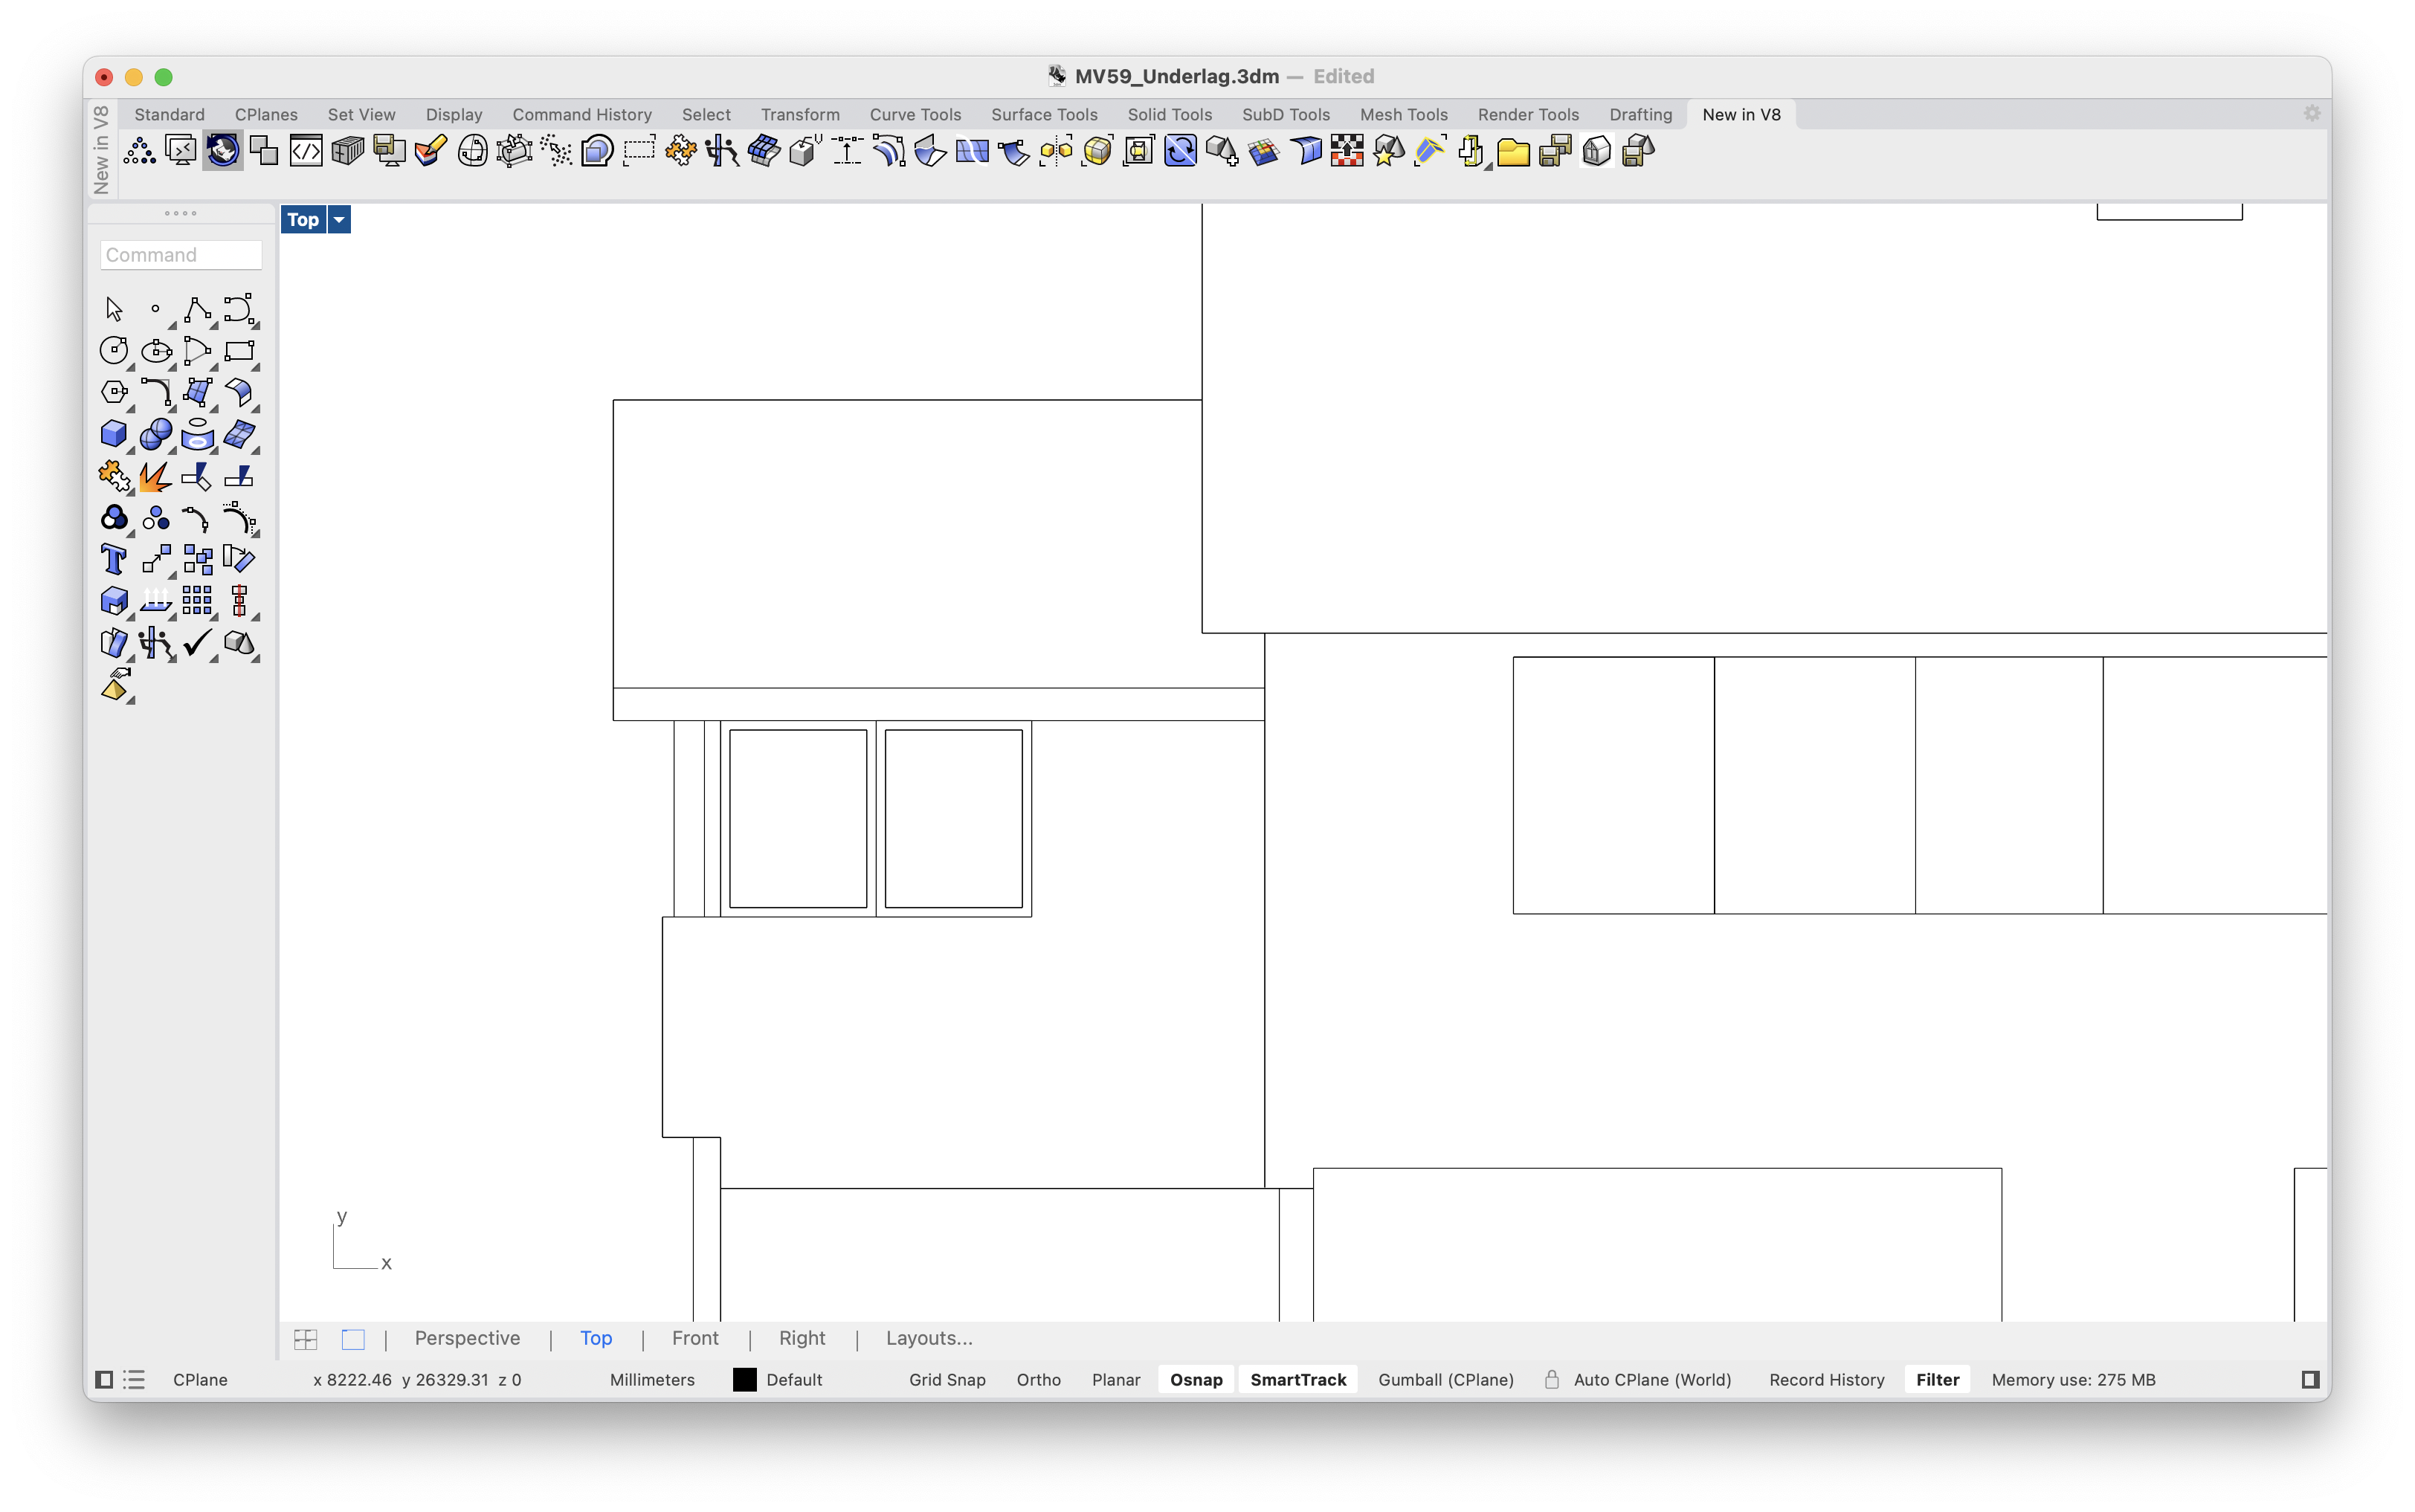 MV59_Underlag.3dm — Edited
New in V8
Standard CPlanes Set View Display Command History Select Transform Curve Tools Surface Tools Solid Tools SubD Tools Mesh Tools Render Tools Drafting New in V8
Top
Command
y
x
Perspective | Top | Front | Right | Layouts...
CPlane x 8222.46 y 26329.31 z 0 Millimeters Default Grid Snap Ortho Planar Osnap SmartTrack Gumball (CPlane) Auto CPlane (World) Record History Filter Memory use: 275 MB